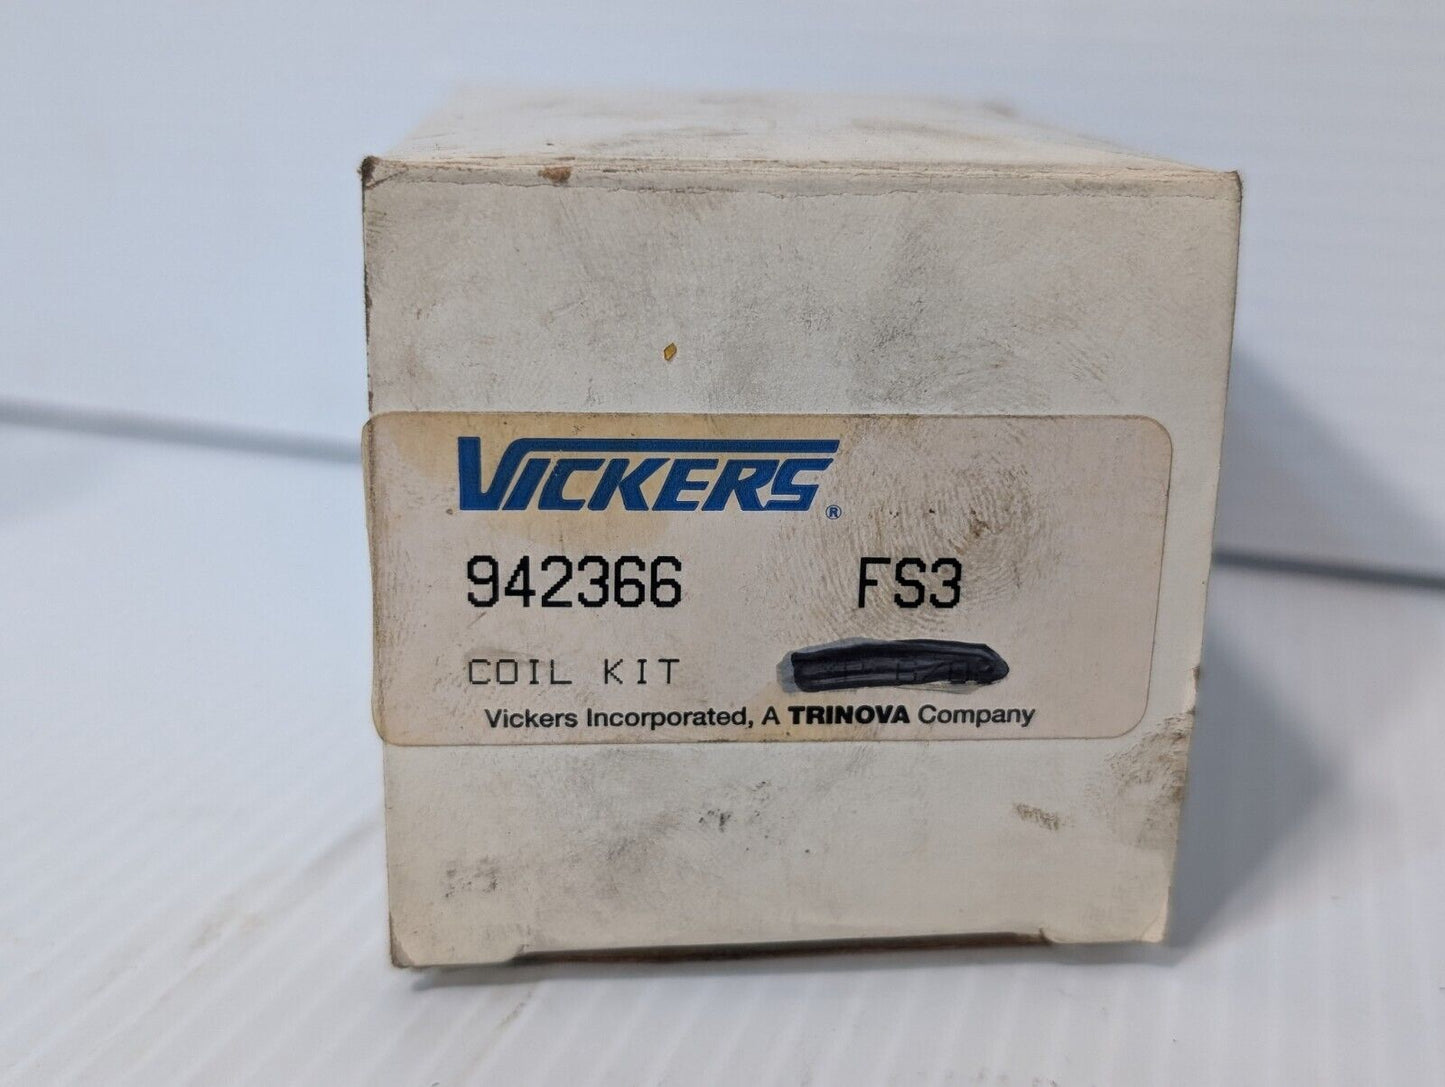 VICKERS®
942366 FS3
COIL KIT
Vickers Incorporated, A TRINOVA Company